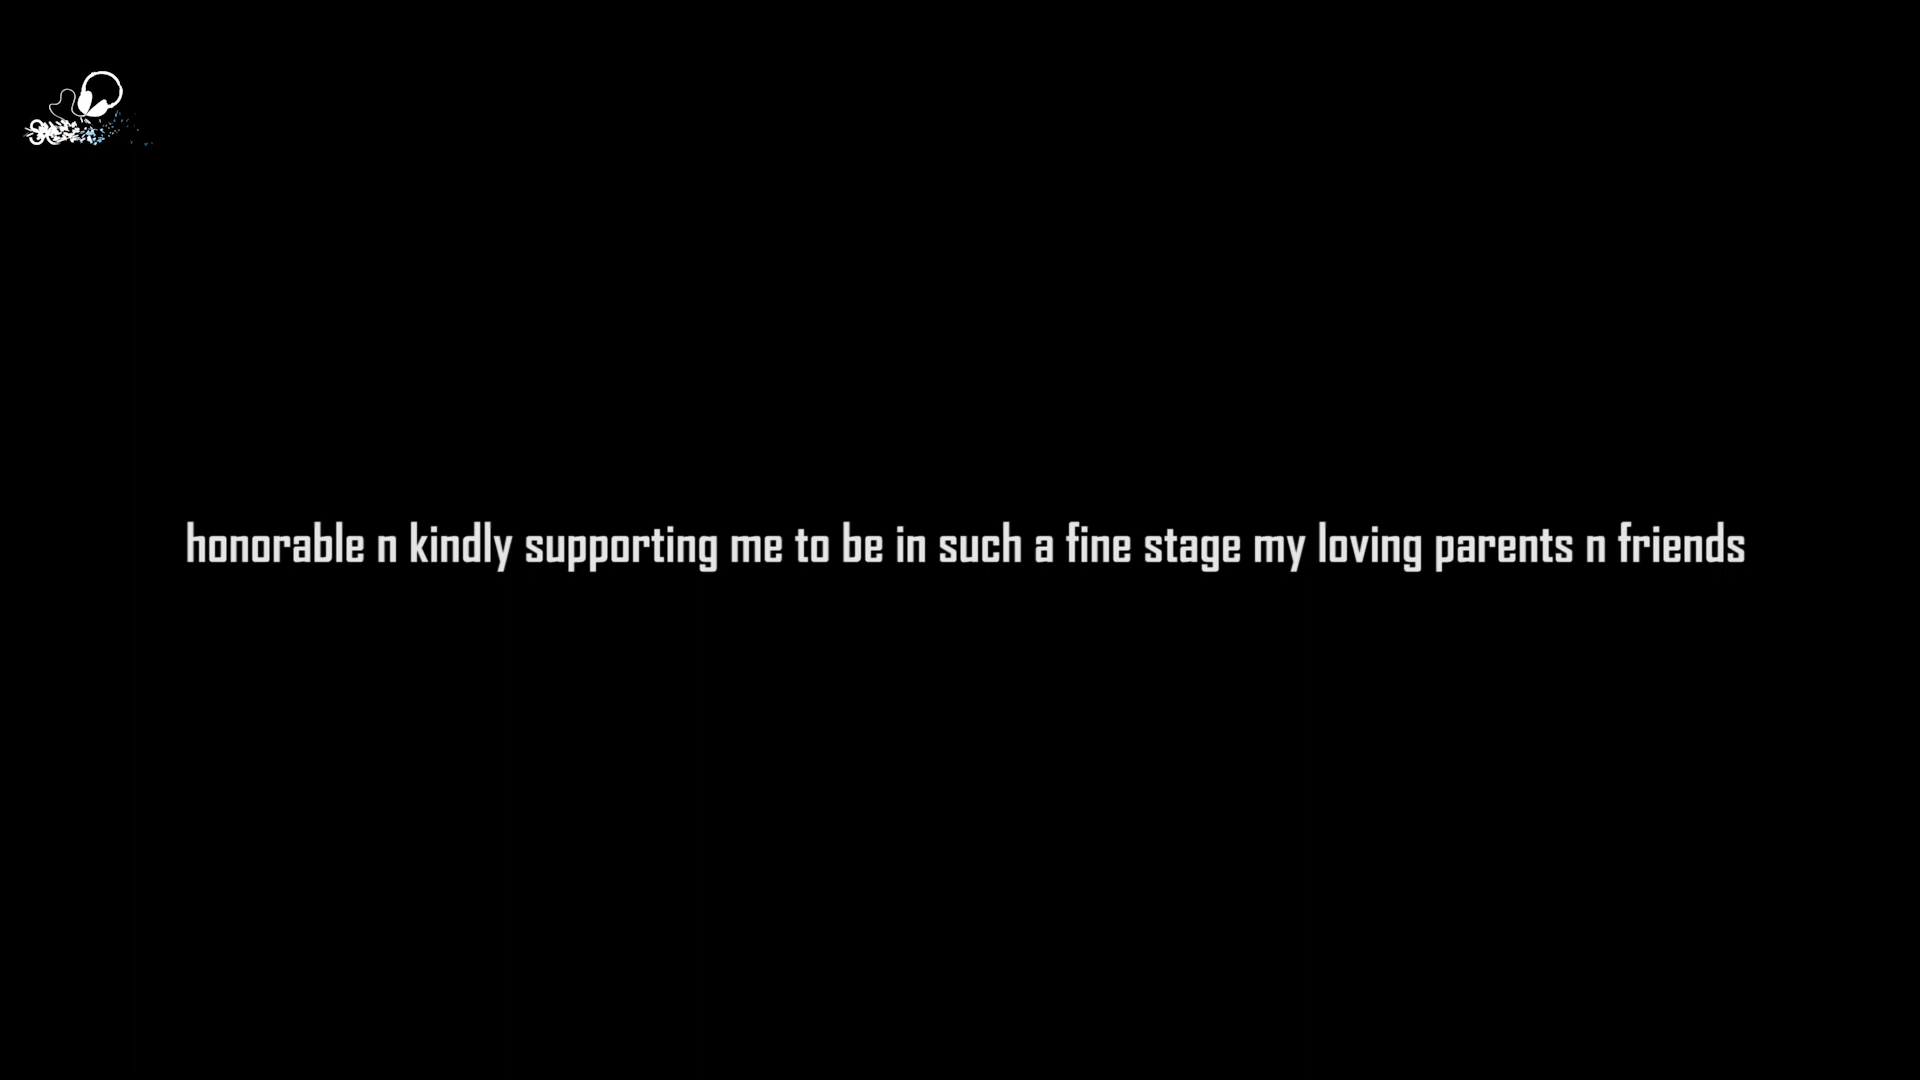 honorable n kindly supporting me to be in such a fine stage my loving parents n friends